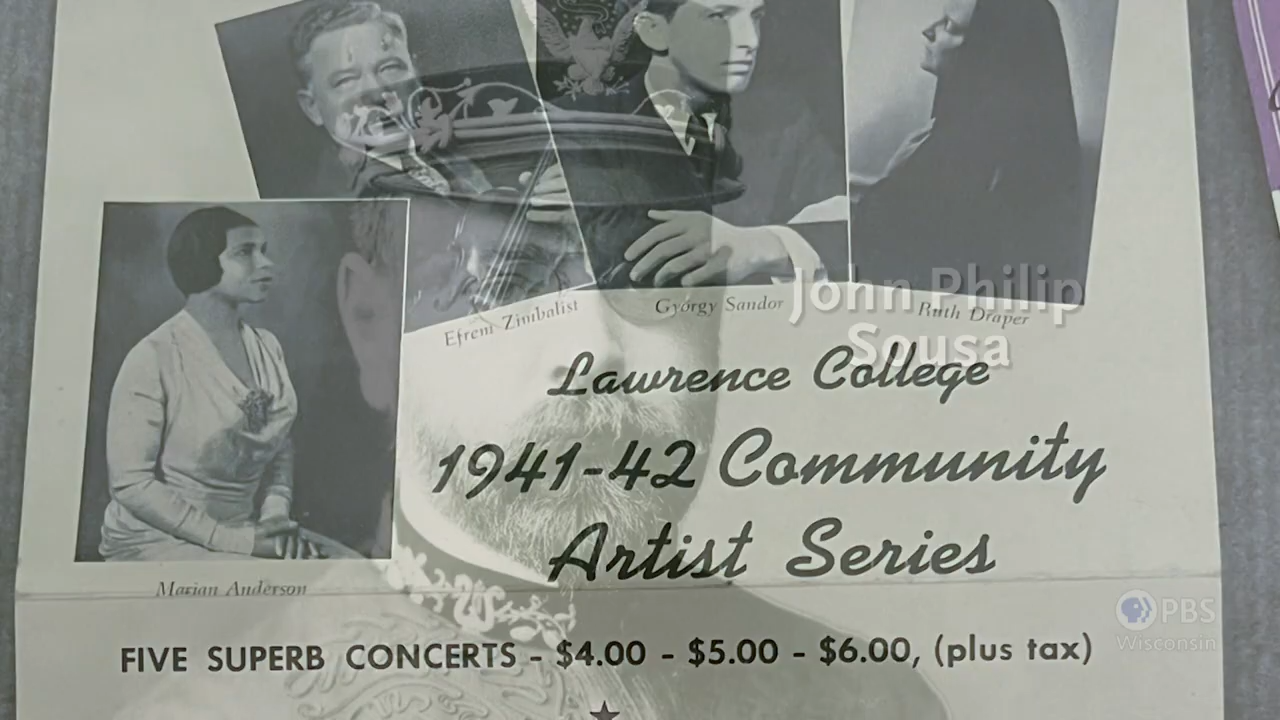 Efrem Zimbalist
György Sandor
Ruth Draper
John Philip
Sousa
Lawrence College
1941-42 Community
Artist Series
Marian Anderson
FIVE SUPERB CONCERTS - $4.00 - $5.00 - $6.00, (plus tax)
PBS
Wisconsin